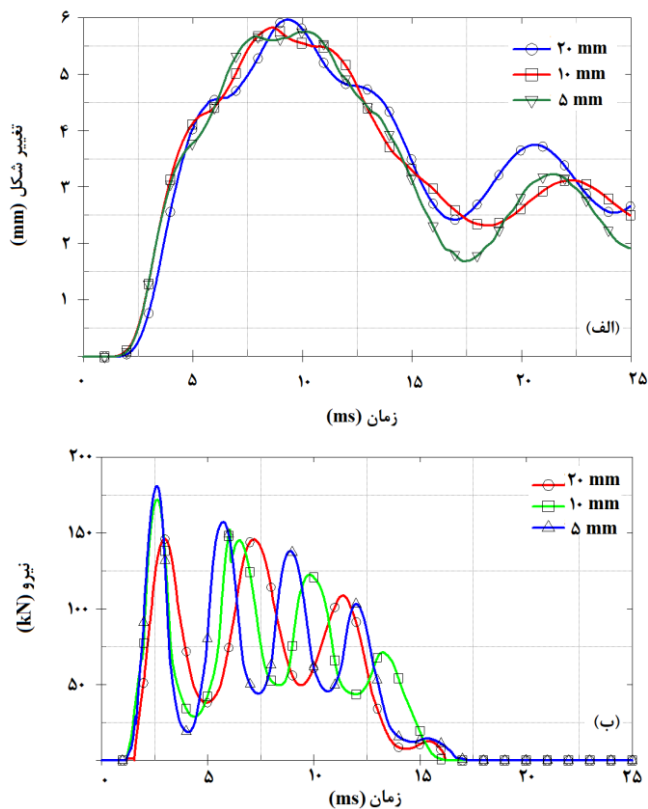 ۶
۵
۴
۳
۲
۱
تغییر شکل (mm)
۲۰ mm
۱۰ mm
۵ mm
(الف)
۰ ۵ ۱۰ ۱۵ ۲۰ ۲۵
زمان (ms)
۲۰۰
۱۵۰
۱۰۰
۵۰
۰
نیرو (kN)
۲۰ mm
۱۰ mm
۵ mm
(ب)
۰ ۵ ۱۰ ۱۵ ۲۰ ۲۵
زمان (ms)